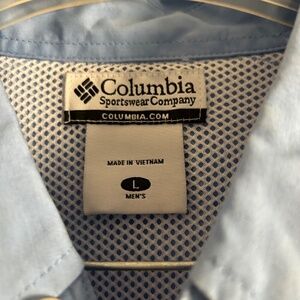 Columbia
Sportswear Company
COLUMBIA.COM
MADE IN VIETNAM
L
MEN'S